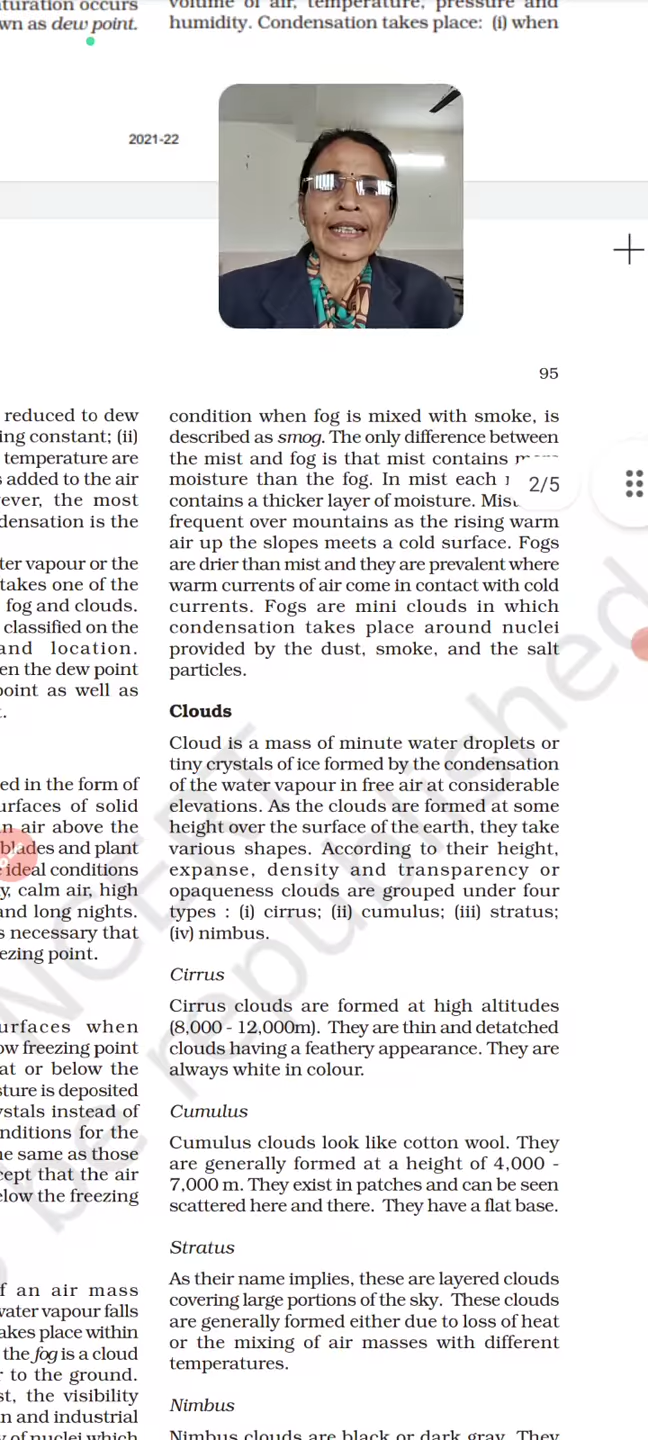 aturation occurs
wn as dew point.
volume of air, temperature, pressure and
humidity. Condensation takes place: (i) when
2021-22
95
reduced to dew
ing constant; (ii)
temperature are
s added to the air
ever, the most
densation is the
ter vapour or the
takes one of the
fog and clouds.
classified on the
and location.
en the dew point
point as well as
t.
ed in the form of
urfaces of solid
n air above the
blades and plant
e ideal conditions
y, calm air, high
and long nights.
s necessary that
ezing point.
urfaces when
ow freezing point
at or below the
sture is deposited
ystals instead of
nditions for the
he same as those
cept that the air
elow the freezing
f an air mass
water vapour falls
akes place within
the fog is a cloud
r to the ground.
st, the visibility
n and industrial
y of nuclei which
condition when fog is mixed with smoke, is
described as smog. The only difference between
the mist and fog is that mist contains
moisture than the fog. In mist each
contains a thicker layer of moisture.
frequent over mountains as the rising warm
air up the slopes meets a cold surface. Fogs
are drier than mist and they are prevalent where
warm currents of air come in contact with cold
currents. Fogs are mini clouds in which
condensation takes place around nuclei
provided by the dust, smoke, and the salt
particles.
Clouds
Cloud is a mass of minute water droplets or
tiny crystals of ice formed by the condensation
of the water vapour in free air at considerable
elevations. As the clouds are formed at some
height over the surface of the earth, they take
various shapes. According to their height,
expanse, density and transparency or
opaqueness clouds are grouped under four
types : (i) cirrus; (ii) cumulus; (iii) stratus;
(iv) nimbus.
Cirrus
Cirrus clouds are formed at high altitudes
(8,000 - 12,000m). They are thin and detatched
clouds having a feathery appearance. They are
always white in colour.
Cumulus
Cumulus clouds look like cotton wool. They
are generally formed at a height of 4,000 -
7,000 m. They exist in patches and can be seen
scattered here and there. They have a flat base.
Stratus
As their name implies, these are layered clouds
covering large portions of the sky. These clouds
are generally formed either due to loss of heat
or the mixing of air masses with different
temperatures.
Nimbus
Nimbus clouds are black or dark gray. They
2/5
NCERT
be republished